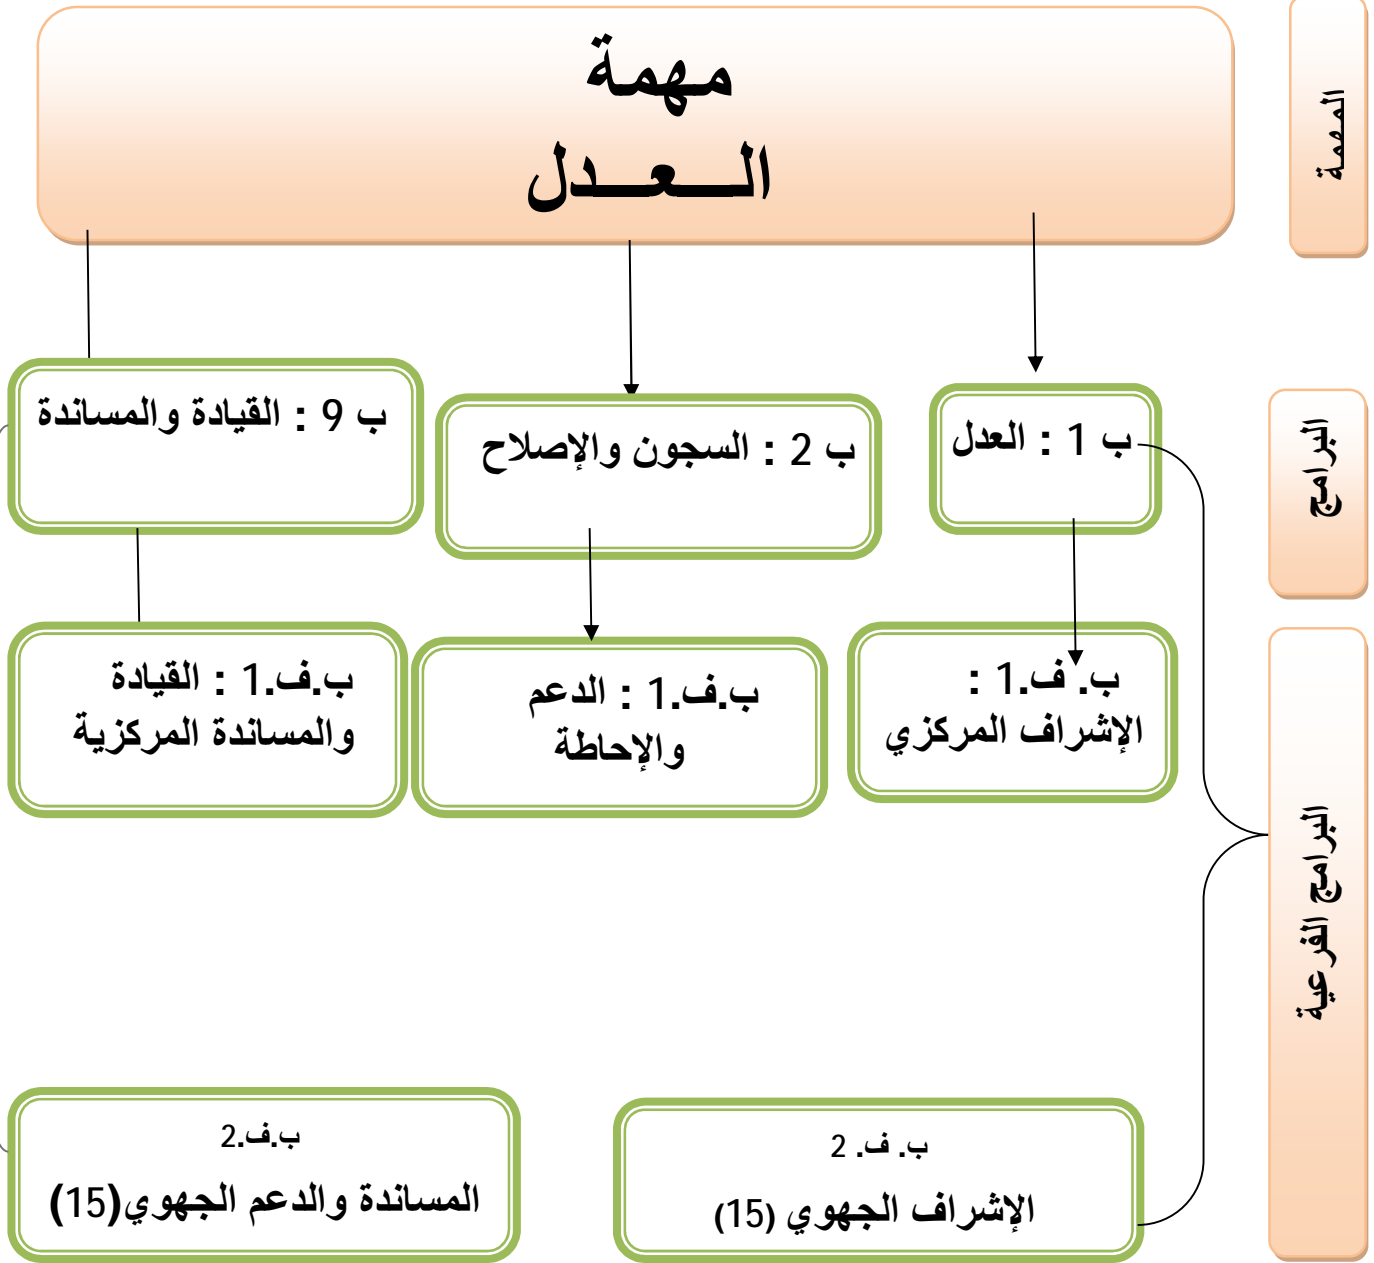 مهمة
الــعــدل
المهمة
ب 1 : العدل
ب 2 : السجون والإصلاح
ب 9 : القيادة والمساندة
البرامج
ب. ف.1 :
الإشراف المركزي
ب.ف.1 : الدعم
والإحاطة
ب.ف.1 : القيادة
والمساندة المركزية
البرامج الفرعية
ب. ف. 2
الإشراف الجهوي (15)
ب.ف.2
المساندة والدعم الجهوي(15)